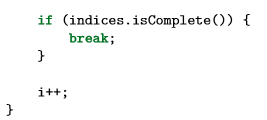 if (indices.isComplete()) {
break;
}
i++;
}